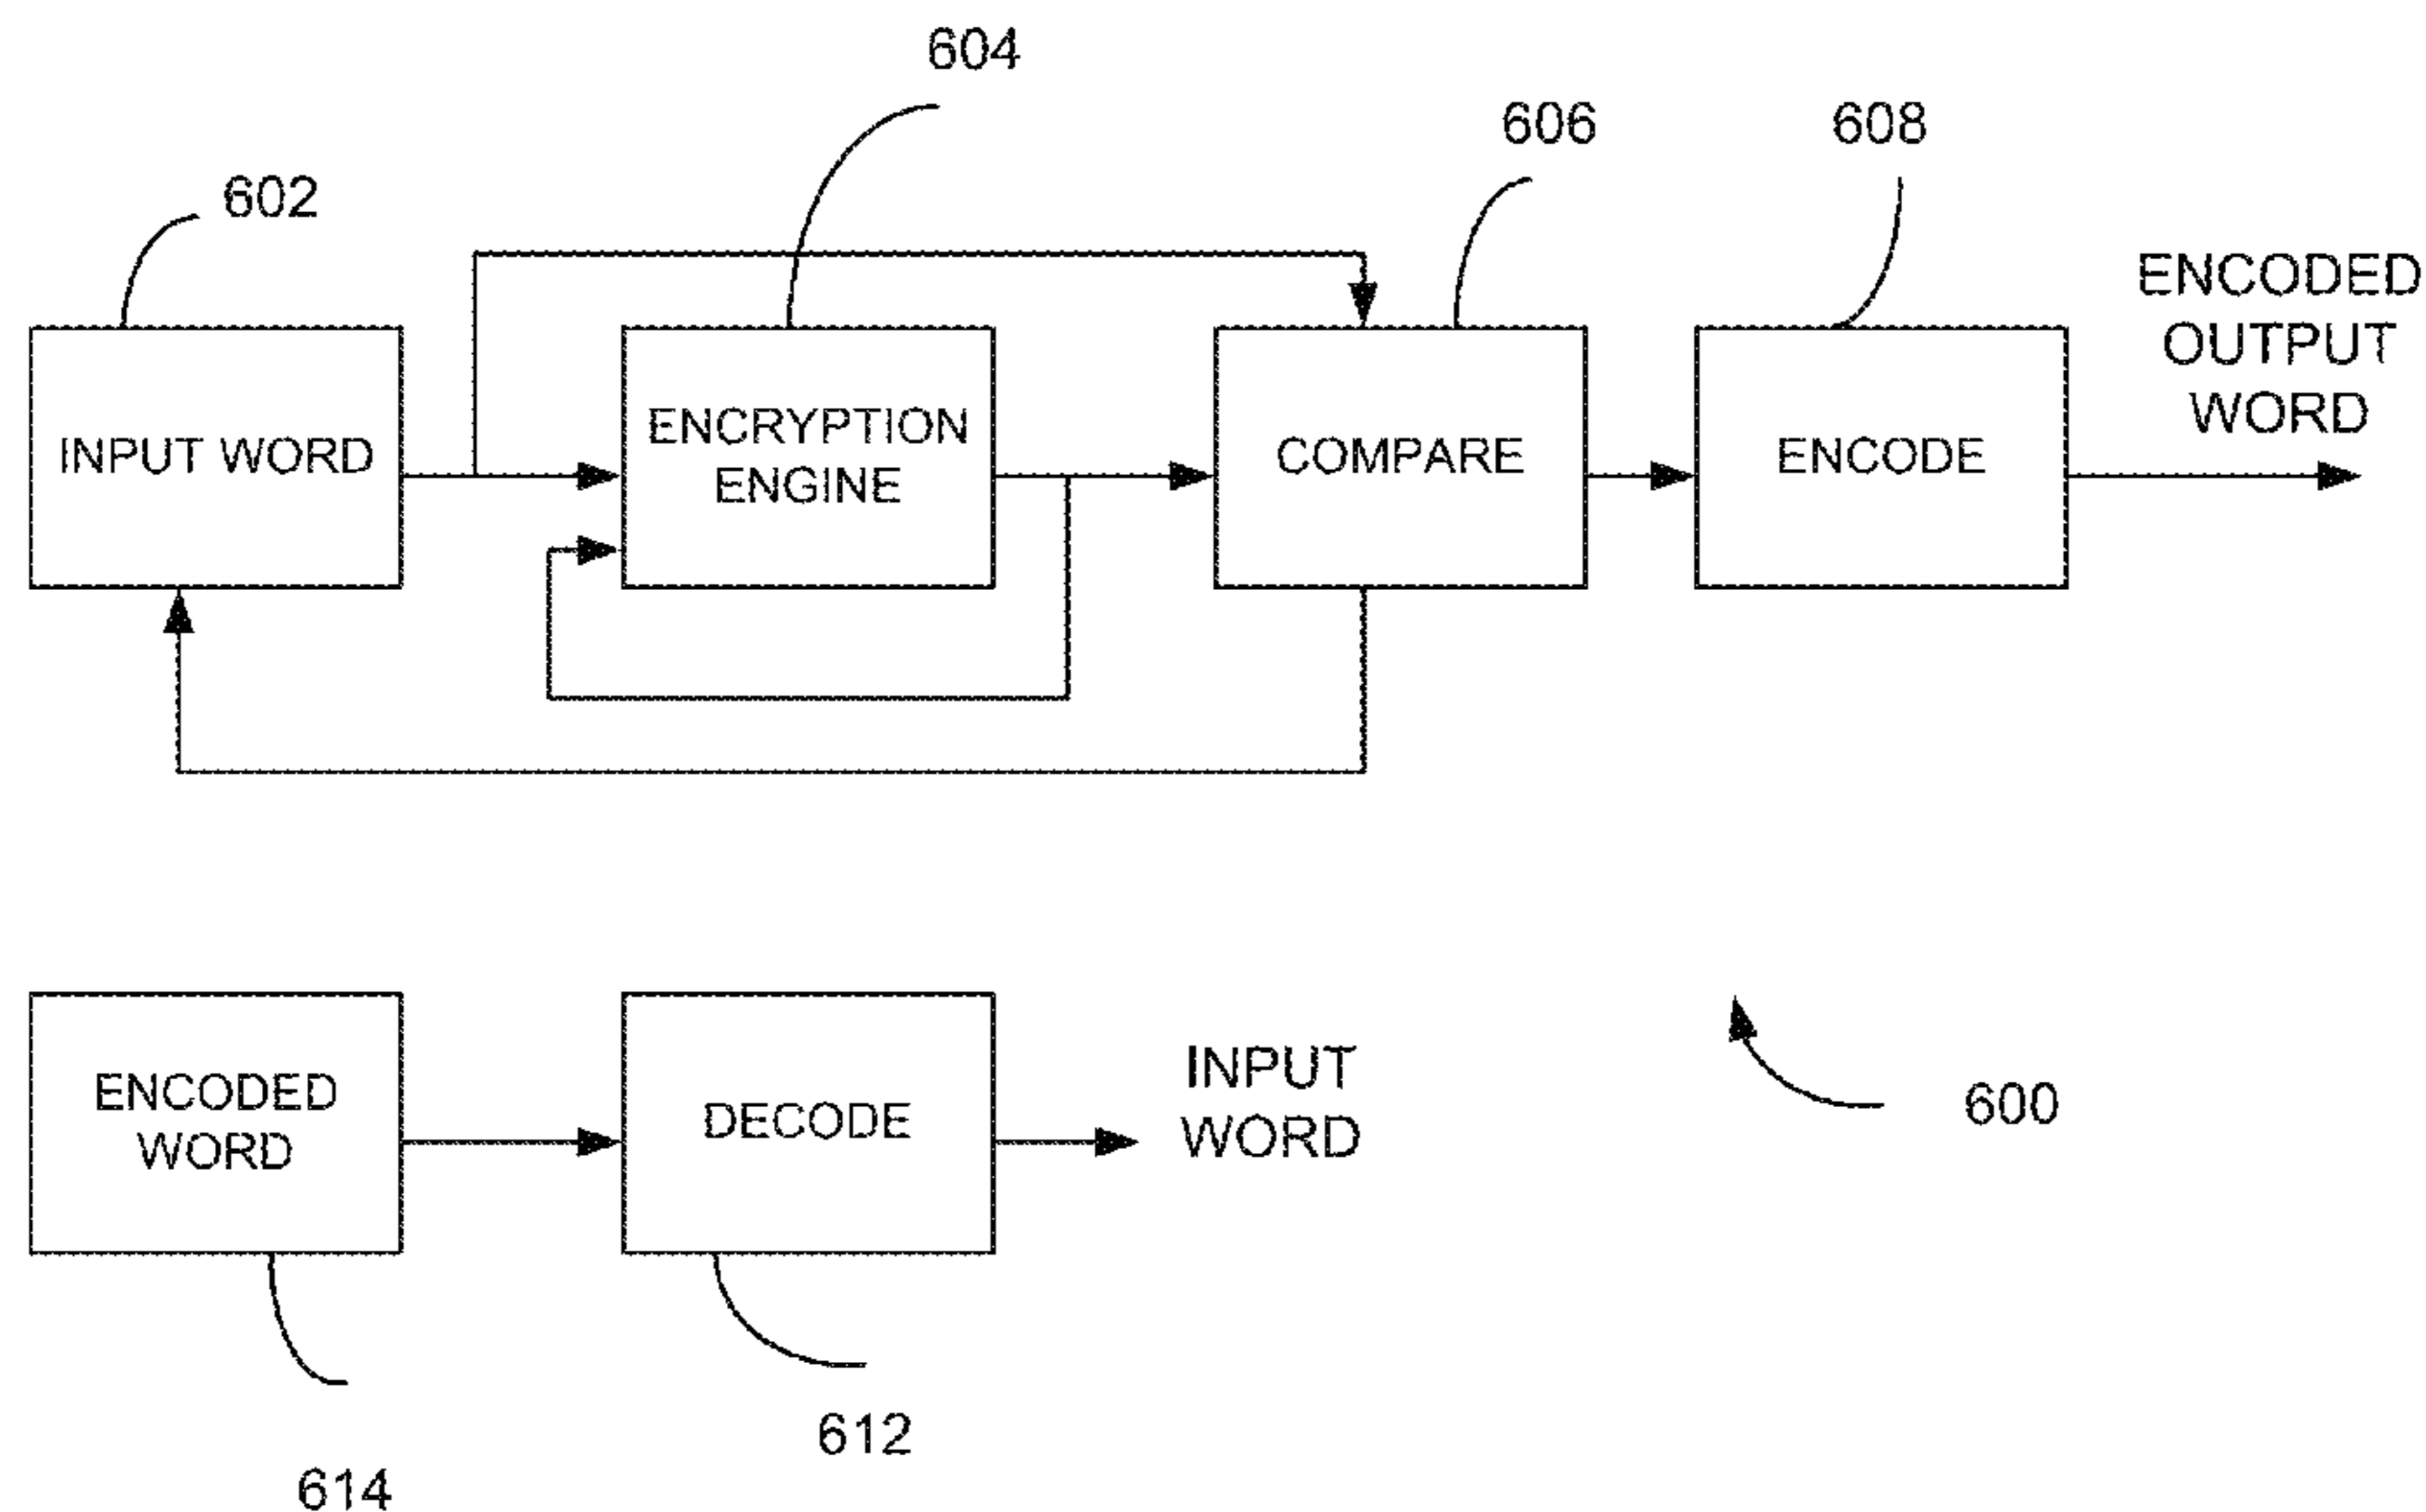 604
606
608
602
ENCODED
OUTPUT
WORD
INPUT WORD
ENCRYPTION
ENGINE
COMPARE
ENCODE
ENCODED
WORD
DECODE
INPUT
WORD
600
612
614